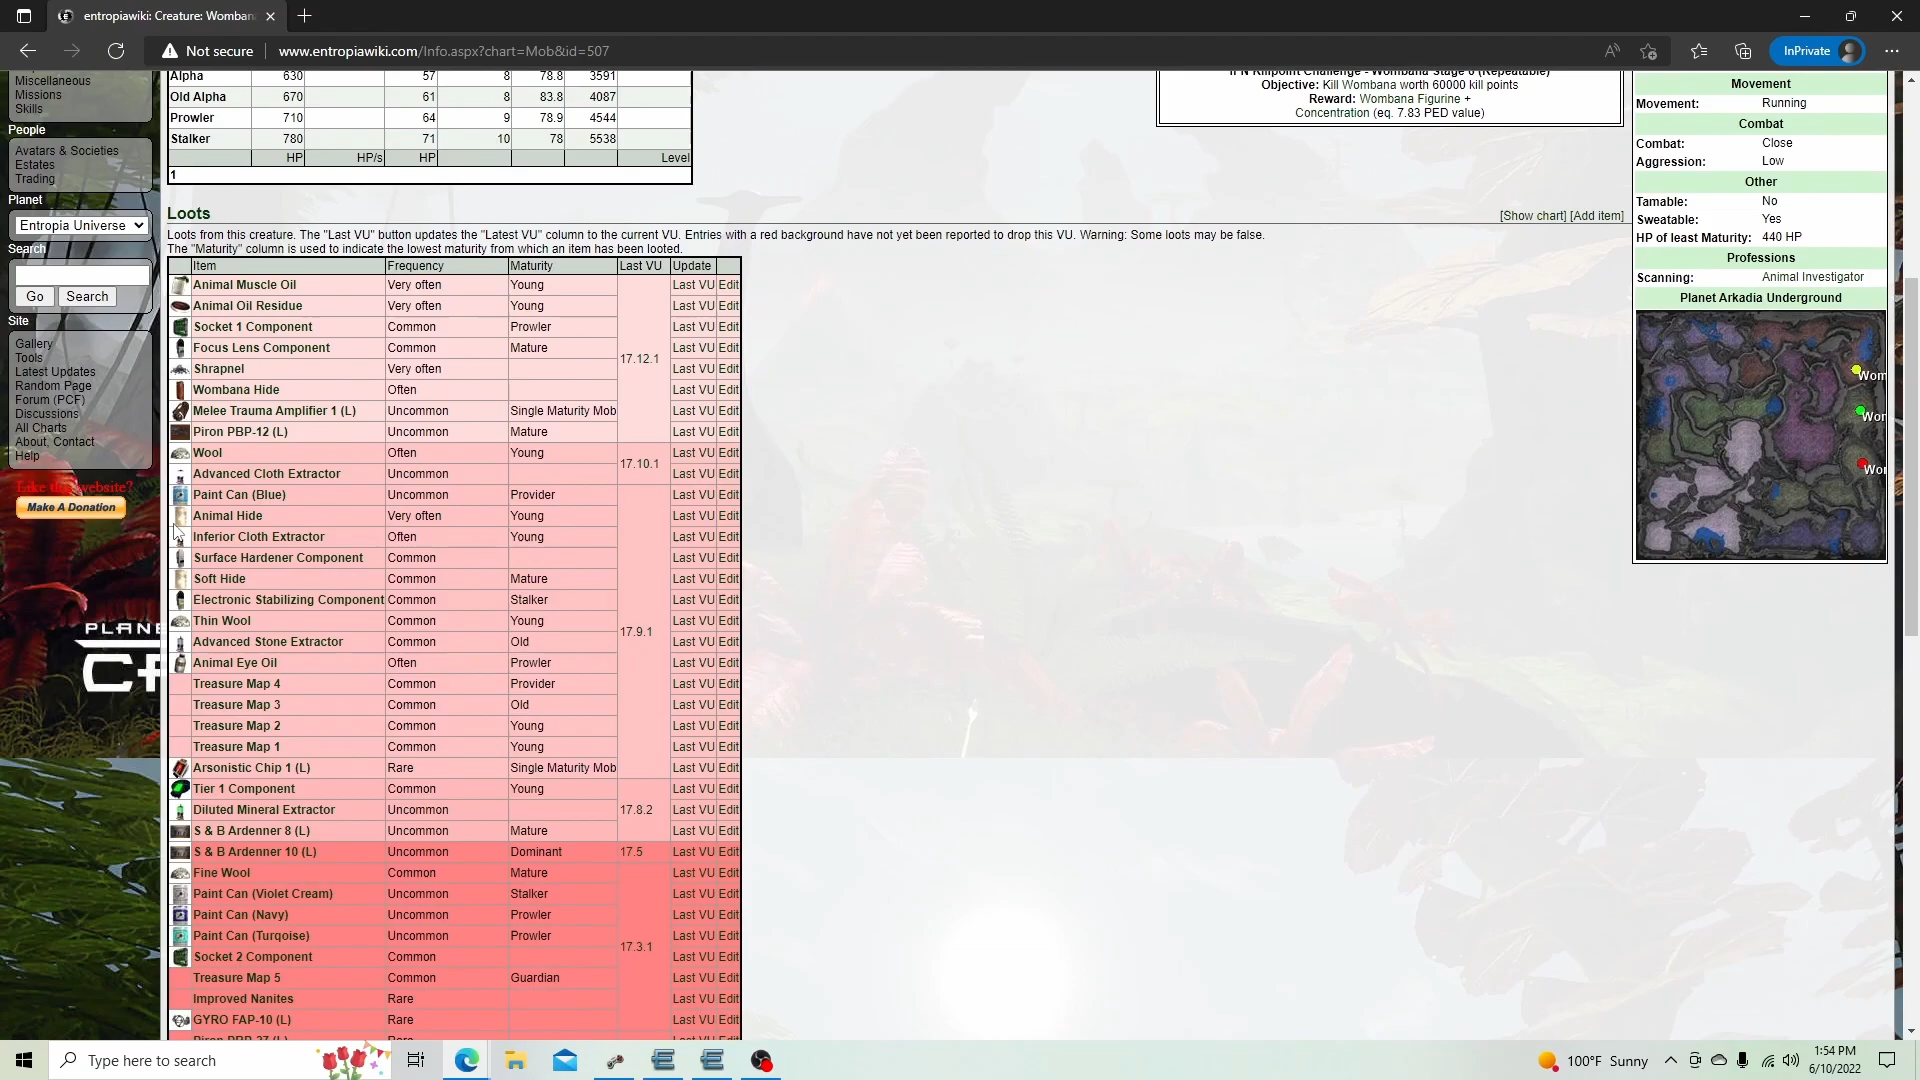 entropiawiki: Creature: Womban
Not secure
www.entropiawiki.com/Info.aspx?chart=Mob&id=507
InPrivate
Miscellaneous
Missions
Skills
People
Avatars & Societies
Estates
Trading
Planet
Entropia Universe
Search
Go
Search
Site
Gallery
Tools
Latest Updates
Random Page
Forum (PCF)
Discussions
All Charts
About, Contact
Help
Like this website?
Make A Donation
Alpha 630 57 8 78.8 3591
Old Alpha 670 61 8 83.8 4087
Prowler 710 64 9 78.9 4544
Stalker 780 71 10 78 5538
HP HP/s HP Level
1
IFN Killpoint Challenge - Wombana Stage 6 (Repeatable)
Objective: Kill Wombana worth 60000 kill points
Reward: Wombana Figurine +
Concentration (eq. 7.83 PED value)
Loots
[Show chart] [Add item]
Loots from this creature. The "Last VU" button updates the "Latest VU" column to the current VU. Entries with a red background have not yet been reported to drop this VU. Warning: Some loots may be false.
The "Maturity" column is used to indicate the lowest maturity from which an item has been looted.
Item Frequency Maturity Last VU Update
Animal Muscle Oil Very often Young Last VU Edit
Animal Oil Residue Very often Young Last VU Edit
Socket 1 Component Common Prowler Last VU Edit
Focus Lens Component Common Mature Last VU Edit
17.12.1
Shrapnel Very often Last VU Edit
Wombana Hide Often Last VU Edit
Melee Trauma Amplifier 1 (L) Uncommon Single Maturity Mob Last VU Edit
Piron PBP-12 (L) Uncommon Mature Last VU Edit
Wool Often Young Last VU Edit
17.10.1
Advanced Cloth Extractor Uncommon Last VU Edit
Paint Can (Blue) Uncommon Provider Last VU Edit
Animal Hide Very often Young Last VU Edit
Inferior Cloth Extractor Often Young Last VU Edit
Surface Hardener Component Common Last VU Edit
Soft Hide Common Mature Last VU Edit
Electronic Stabilizing Component Common Stalker Last VU Edit
Thin Wool Common Young Last VU Edit
17.9.1
Advanced Stone Extractor Common Old Last VU Edit
Animal Eye Oil Often Prowler Last VU Edit
Treasure Map 4 Common Provider Last VU Edit
Treasure Map 3 Common Old Last VU Edit
Treasure Map 2 Common Young Last VU Edit
Treasure Map 1 Common Young Last VU Edit
Arsonistic Chip 1 (L) Rare Single Maturity Mob Last VU Edit
Tier 1 Component Common Young Last VU Edit
Diluted Mineral Extractor Uncommon 17.8.2 Last VU Edit
S & B Ardenner 8 (L) Uncommon Mature Last VU Edit
S & B Ardenner 10 (L) Uncommon Dominant 17.5 Last VU Edit
Fine Wool Common Mature Last VU Edit
Paint Can (Violet Cream) Uncommon Stalker Last VU Edit
Paint Can (Navy) Uncommon Prowler Last VU Edit
Paint Can (Turqoise) Uncommon Prowler Last VU Edit
17.3.1
Socket 2 Component Common Last VU Edit
Treasure Map 5 Common Guardian Last VU Edit
Improved Nanites Rare Last VU Edit
GYRO FAP-10 (L) Rare Last VU Edit
Movement
Movement: Running
Combat
Combat: Close
Aggression: Low
Other
Tamable: No
Sweatable: Yes
HP of least Maturity: 440 HP
Professions
Scanning: Animal Investigator
Planet Arkadia Underground
Wom
Wor
Wor
PLANE
Type here to search
100°F Sunny
1:54 PM
6/10/2022